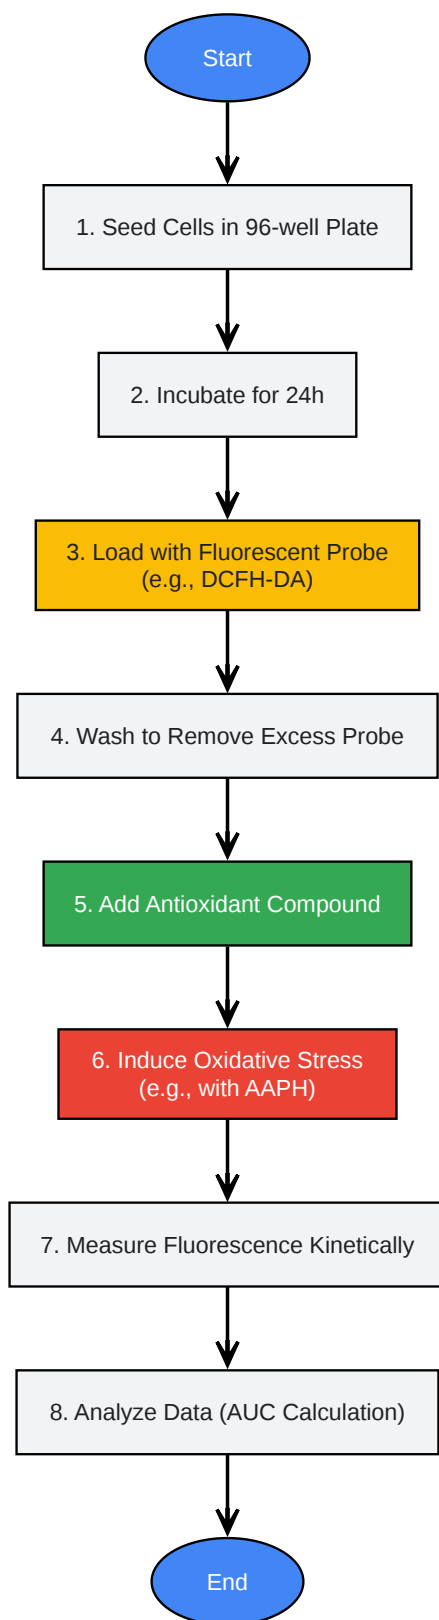 Start
1. Seed Cells in 96-well Plate
2. Incubate for 24h
3. Load with Fluorescent Probe
(e.g., DCFH-DA)
4. Wash to Remove Excess Probe
5. Add Antioxidant Compound
6. Induce Oxidative Stress
(e.g., with AAPH)
7. Measure Fluorescence Kinetically
8. Analyze Data (AUC Calculation)
End